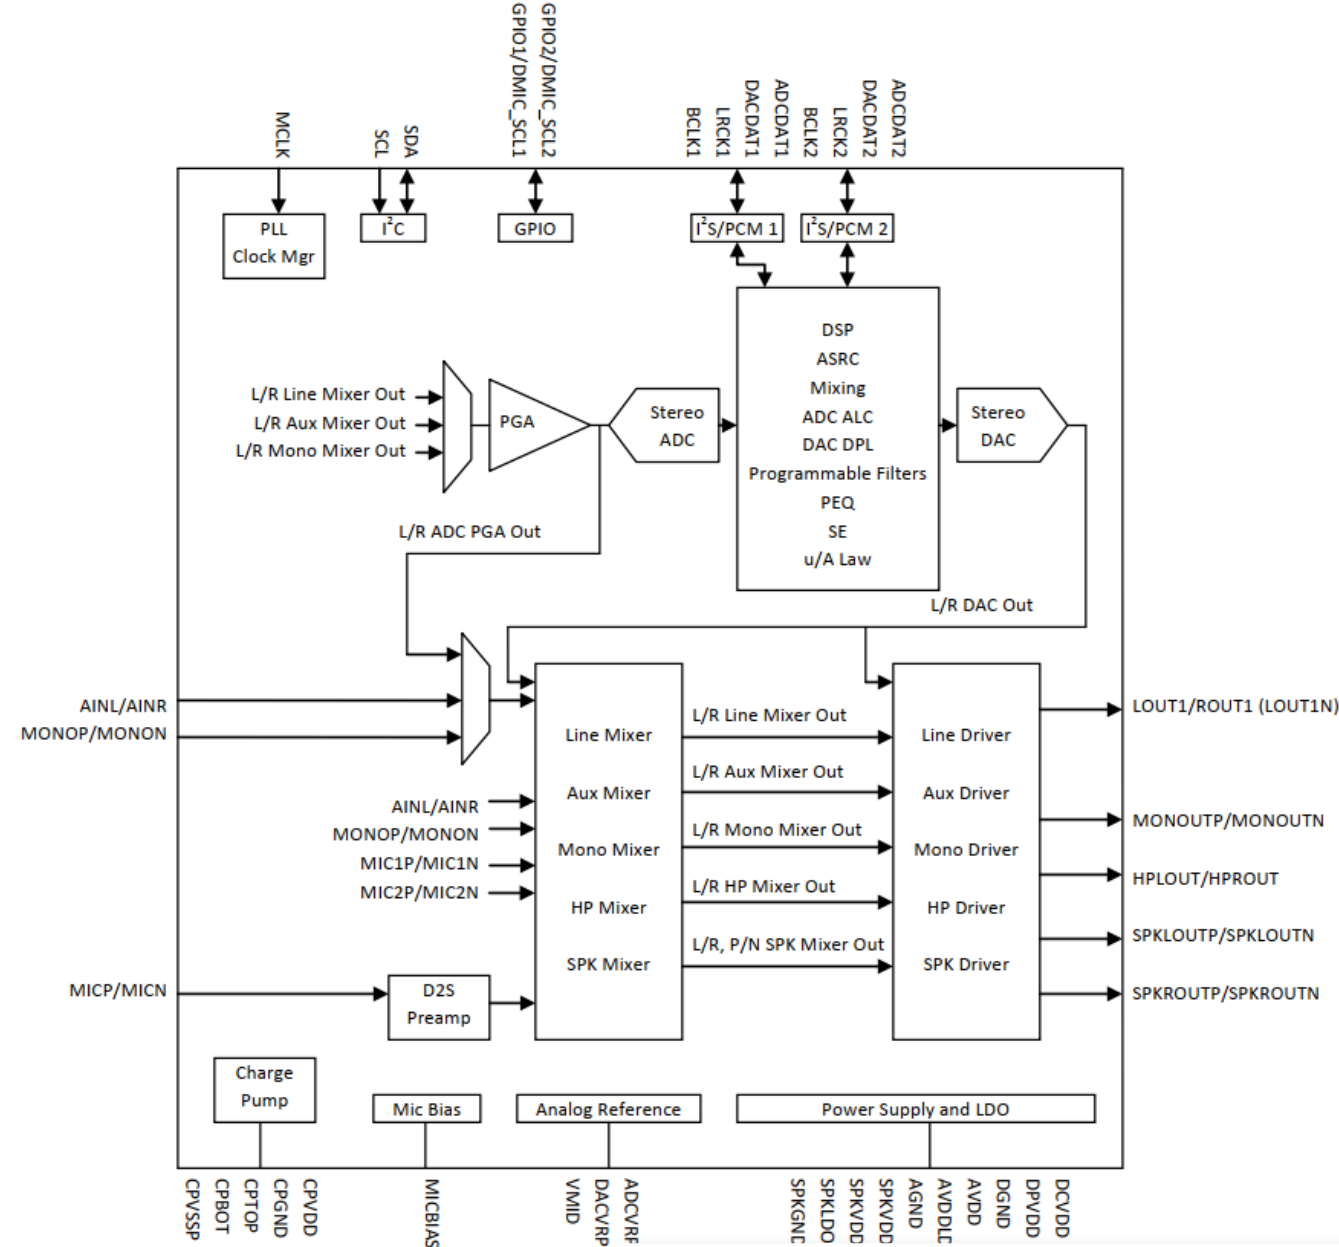 GPIO1/DMIC_SCL1
GPIO2/DMIC_SCL2
MCLK
SCL
SDA
BCLK1
LRCK1
DACDAT1
ADCDAT1
BCLK2
LRCK2
DACDAT2
ADCDAT2
PLL
Clock Mgr
I²C
GPIO
I²S/PCM 1
I²S/PCM 2
L/R Line Mixer Out
L/R Aux Mixer Out
L/R Mono Mixer Out
PGA
Stereo
ADC
DSP
ASRC
Mixing
ADC ALC
DAC DPL
Programmable Filters
PEQ
SE
u/A Law
Stereo
DAC
L/R ADC PGA Out
L/R DAC Out
AINL/AINR
MONOP/MONON
AINL/AINR
MONOP/MONON
MIC1P/MIC1N
MIC2P/MIC2N
MICP/MICN
D2S
Preamp
Line Mixer
Aux Mixer
Mono Mixer
HP Mixer
SPK Mixer
L/R Line Mixer Out
L/R Aux Mixer Out
L/R Mono Mixer Out
L/R HP Mixer Out
L/R, P/N SPK Mixer Out
Line Driver
Aux Driver
Mono Driver
HP Driver
SPK Driver
LOUT1/ROUT1 (LOUT1N)
MONOUTP/MONOUTN
HPLOUT/HPROUT
SPKLOUTP/SPKLOUTN
SPKROUTP/SPKROUTN
Charge
Pump
Mic Bias
Analog Reference
Power Supply and LDO
CPVSSP
CPBOT
CPTOP
CPGND
CPVDD
MICBIAS
VMID
DACVRP
SPKGND
SPKLDO
SPKVDD
SPKVDD
AGND
AVDD
DGND
DPVDD
DCVDD